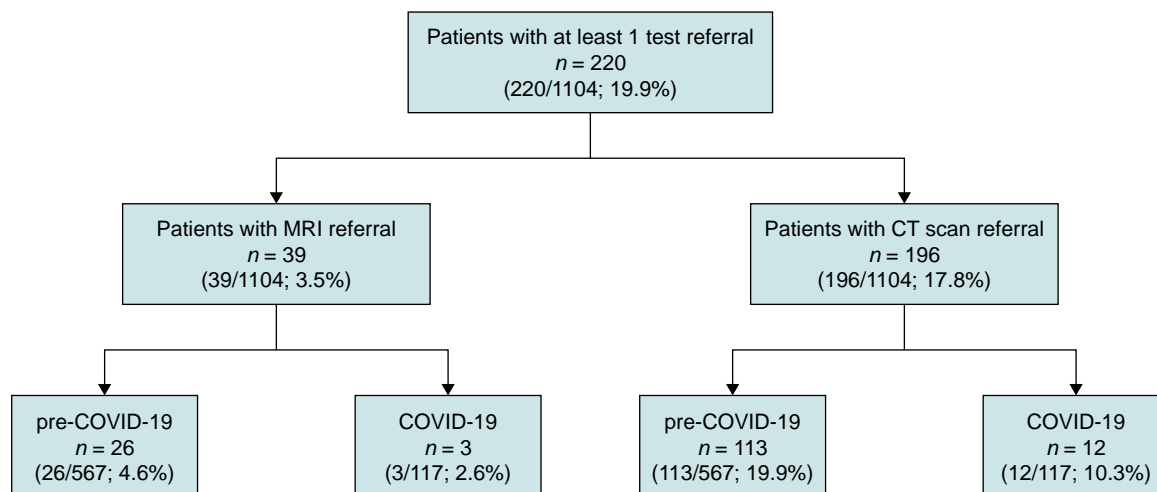 Patients with at least 1 test referral
n = 220
(220/1104; 19.9%)
Patients with MRI referral
n = 39
(39/1104; 3.5%)
Patients with CT scan referral
n = 196
(196/1104; 17.8%)
pre-COVID-19
n = 26
(26/567; 4.6%)
COVID-19
n = 3
(3/117; 2.6%)
pre-COVID-19
n = 113
(113/567; 19.9%)
COVID-19
n = 12
(12/117; 10.3%)